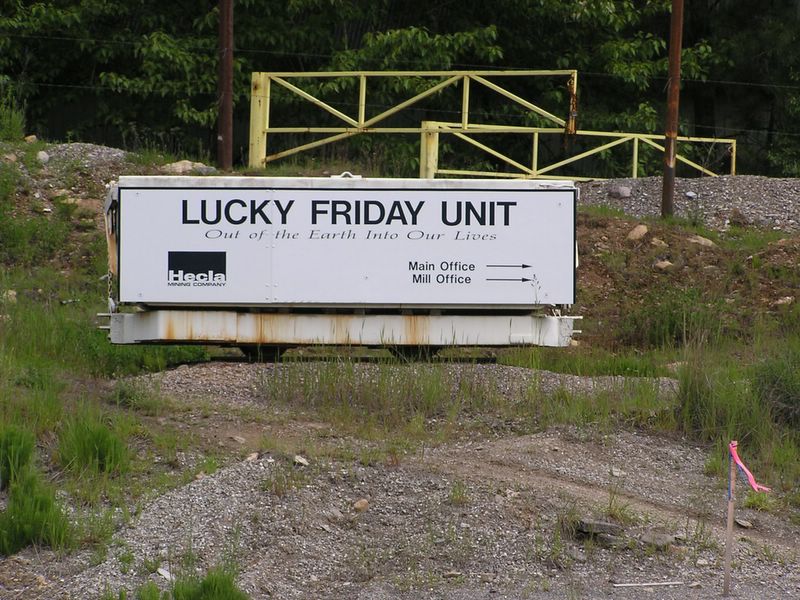 LUCKY FRIDAY UNIT
Out of the Earth Into Our Lives
Hecla
MINING COMPANY
Main Office
Mill Office